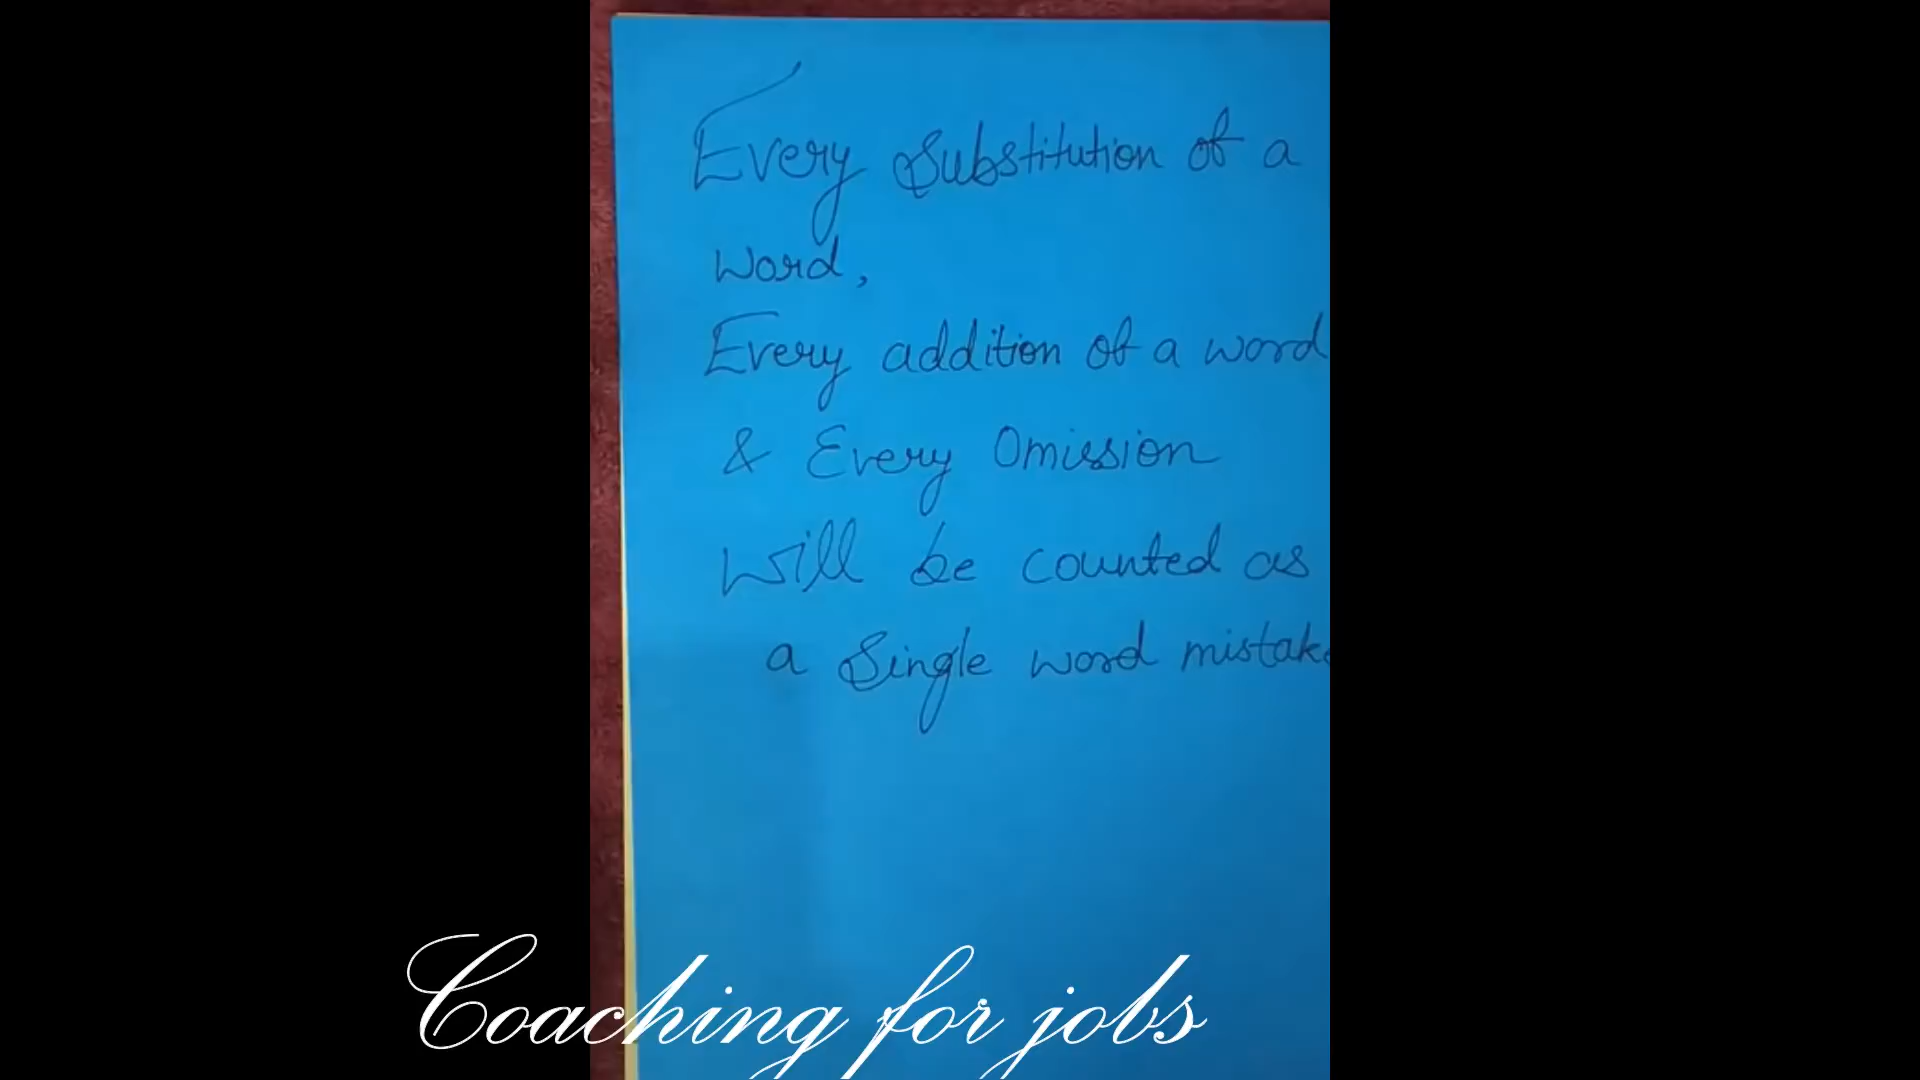 Every Substitution of a
word,
Every addition of a word
& Every Omission
Will be counted as
a Single word mistake
Coaching for jobs